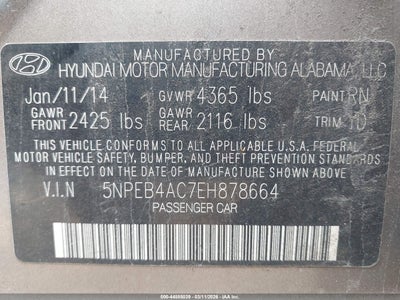 MANUFACTURED BY
HYUNDAI MOTOR MANUFACTURING ALABAMA, LLC
Jan/11/14 GVWR 4365 lbs PAINT RN
GAWR FRONT 2425 lbs GAWR REAR 2116 lbs TRIM TO
THIS VEHICLE CONFORMS TO ALL APPLICABLE U.S. FEDERAL
MOTOR VEHICLE SAFETY, BUMPER, AND THEFT PREVENTION
STANDARDS IN EFFECT ON THE DATE OF
MANUFACTURE SHOWN ABOVE
V.I.N 5NPEB4AC7EH878664
PASSENGER CAR